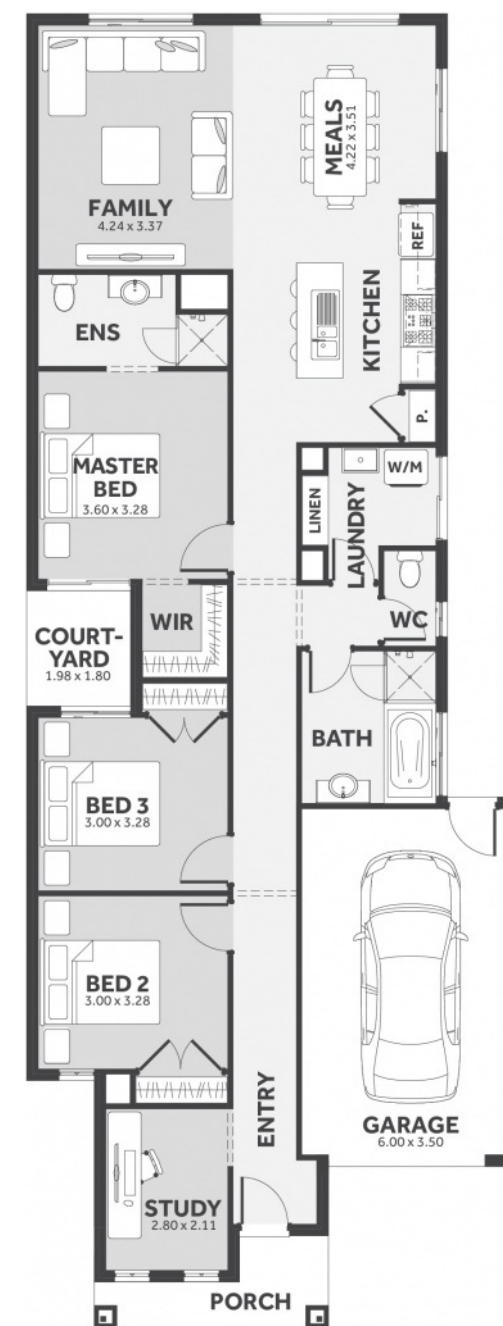 MEALS
4.22 x 3.51
FAMILY
4.24 x 3.37
REF
KITCHEN
ENS
P.
MASTER
BED
3.60 x 3.28
W/M
LINEN
LAUNDRY
WIR
WC
COURT-
YARD
1.98 x 1.80
BATH
BED 3
3.00 x 3.28
BED 2
3.00 x 3.28
ENTRY
GARAGE
6.00 x 3.50
STUDY
2.80 x 2.11
PORCH